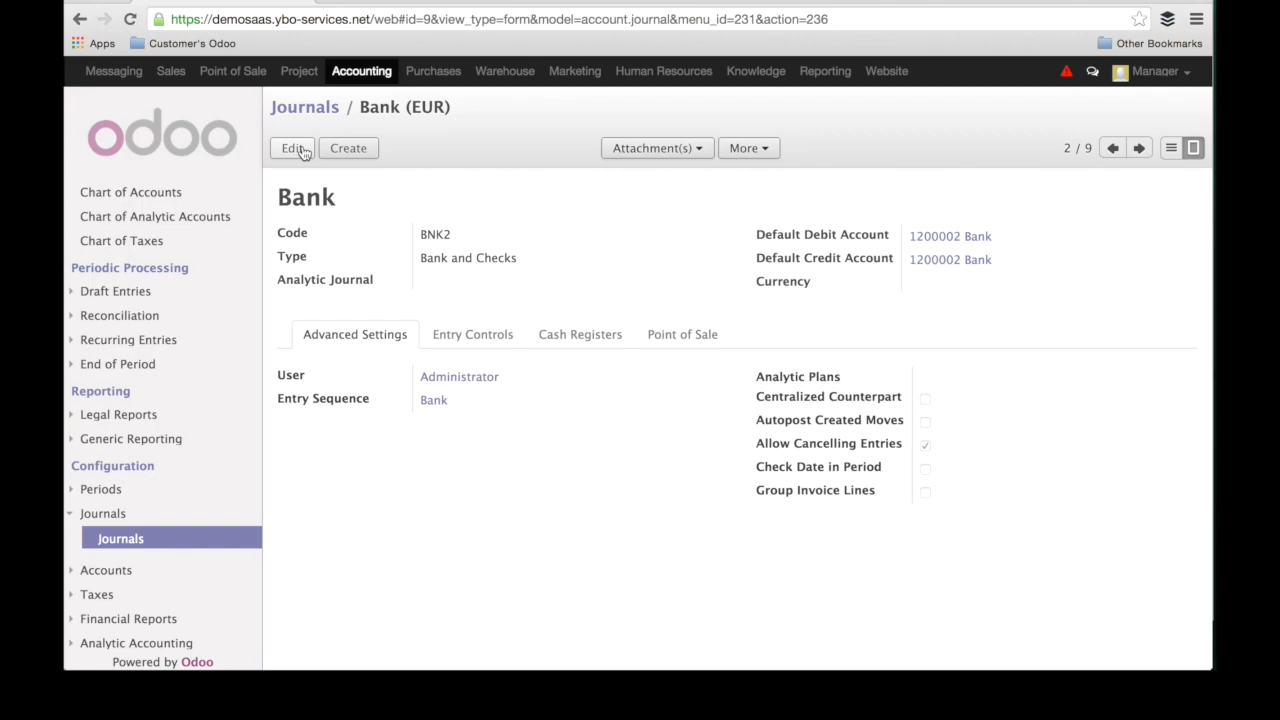 https://demosaas.ybo-services.net/web#id=9&view_type=form&model=account.journal&menu_id=231&action=236
Apps Customer's Odoo Other Bookmarks
Messaging Sales Point of Sale Project Accounting Purchases Warehouse Marketing Human Resources Knowledge Reporting Website Manager
odoo
Chart of Accounts
Chart of Analytic Accounts
Chart of Taxes
Periodic Processing
Draft Entries
Reconciliation
Recurring Entries
End of Period
Reporting
Legal Reports
Generic Reporting
Configuration
Periods
Journals
Journals
Accounts
Taxes
Financial Reports
Analytic Accounting
Powered by Odoo
Journals / Bank (EUR)
Edit Create Attachment(s) More 2 / 9
Bank
Code BNK2
Type Bank and Checks
Analytic Journal
Default Debit Account 1200002 Bank
Default Credit Account 1200002 Bank
Currency
Advanced Settings Entry Controls Cash Registers Point of Sale
User Administrator
Entry Sequence Bank
Analytic Plans
Centralized Counterpart
Autopost Created Moves
Allow Cancelling Entries
Check Date in Period
Group Invoice Lines